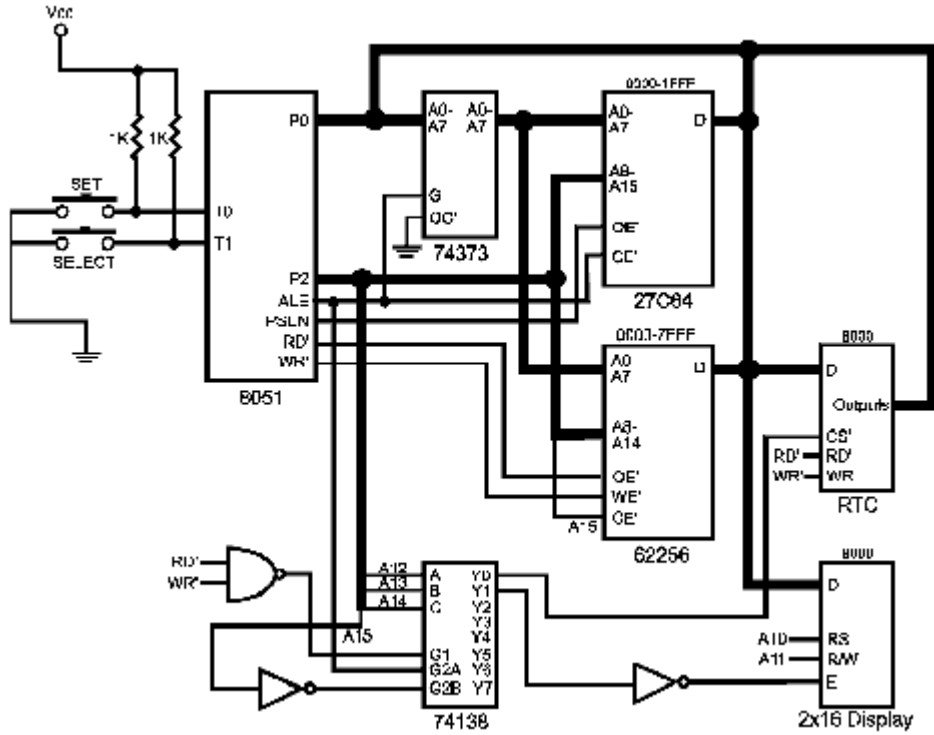 Vcc
1K
1K
SET
SELECT
T0
T1
P0
P2
ALE
PSEN
RD'
WR'
8051
A0-
A7
A0-
A7
G
OC'
74373
0000-1FFF
A0-
A7
D
A8-
A15
OE'
CE'
27C64
0000-7FFF
A0
A7
D
A8-
A14
OE'
WE'
CE'
A15
62256
8000
D
Outputs
CS'
RD'
RD'
WR'
WR
RTC
RD'
WR'
A12
A13
A14
A15
A
B
C
G1
G2A
G2B
Y0
Y1
Y2
Y3
Y4
Y5
Y6
Y7
74138
D
A10
RS
A11
R/W
E
2x16 Display